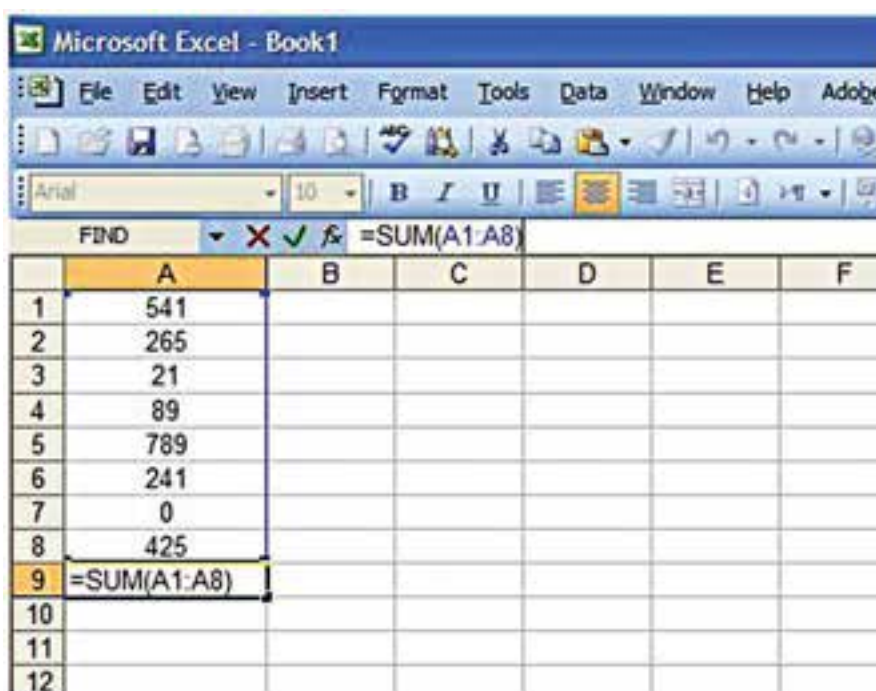 Microsoft Excel - Book1
File Edit View Insert Format Tools Data Window Help Adobe
ABC
Arial 10 B I U
FIND fx =SUM(A1:A8)
A B C D E F
1 541
2 265
3 21
4 89
5 789
6 241
7 0
8 425
9 =SUM(A1:A8)
10
11
12